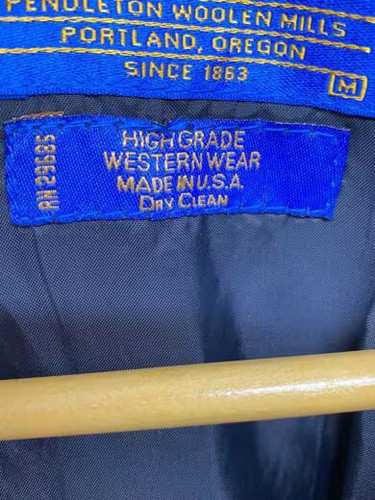 PENDLETON WOOLEN MILLS
PORTLAND, OREGON
SINCE 1863
M
HIGH GRADE
WESTERN WEAR
MADE IN U.S.A.
DRY CLEAN
RN 29685